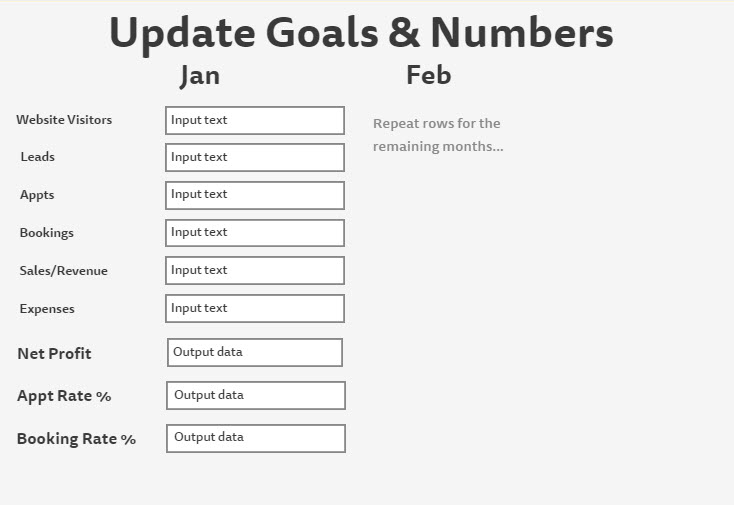 Update Goals & Numbers
Jan Feb
Website Visitors Input text Repeat rows for the
remaining months...
Leads Input text
Appts Input text
Bookings Input text
Sales/Revenue Input text
Expenses Input text
Net Profit Output data
Appt Rate % Output data
Booking Rate % Output data